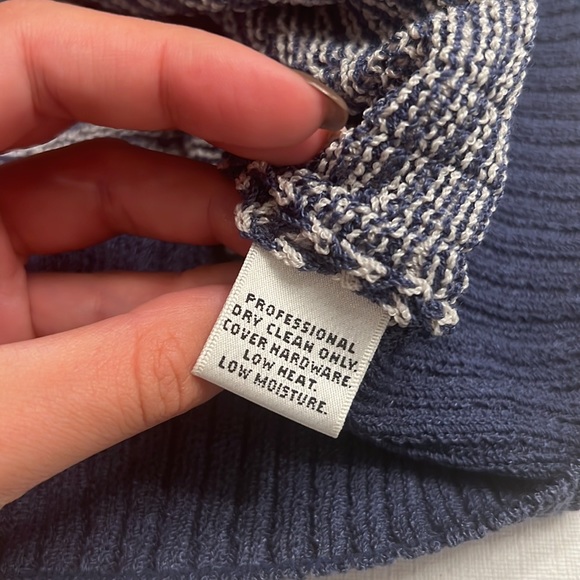 PROFESSIONAL
DRY CLEAN ONLY.
COVER HARDWARE.
LOW HEAT.
LOW MOISTURE.